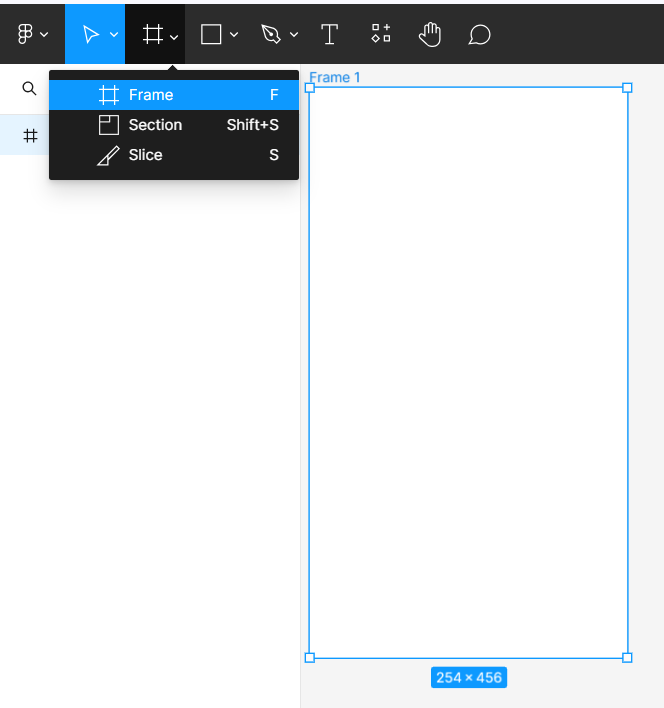 Frame 1
Frame F
Section Shift+S
Slice S
254 × 456